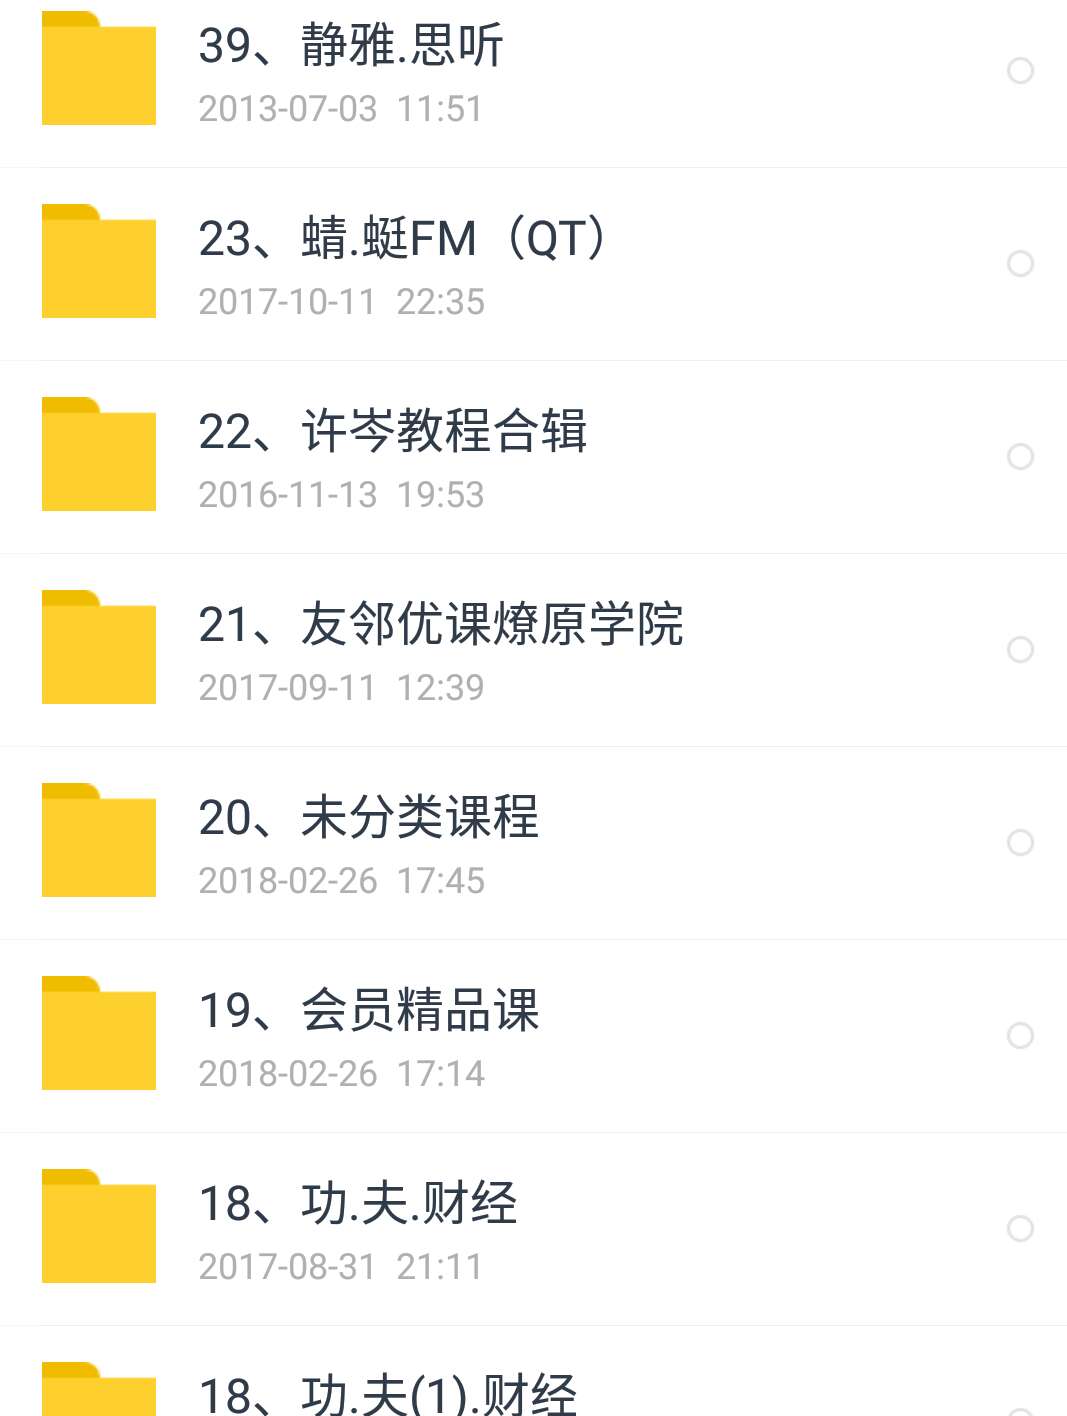 39、静雅.思听
2013-07-03 11:51
23、蜻.蜓FM（QT）
2017-10-11 22:35
22、许岑教程合辑
2016-11-13 19:53
21、友邻优课燎原学院
2017-09-11 12:39
20、未分类课程
2018-02-26 17:45
19、会员精品课
2018-02-26 17:14
18、功.夫.财经
2017-08-31 21:11
18、功.夫(1).财经